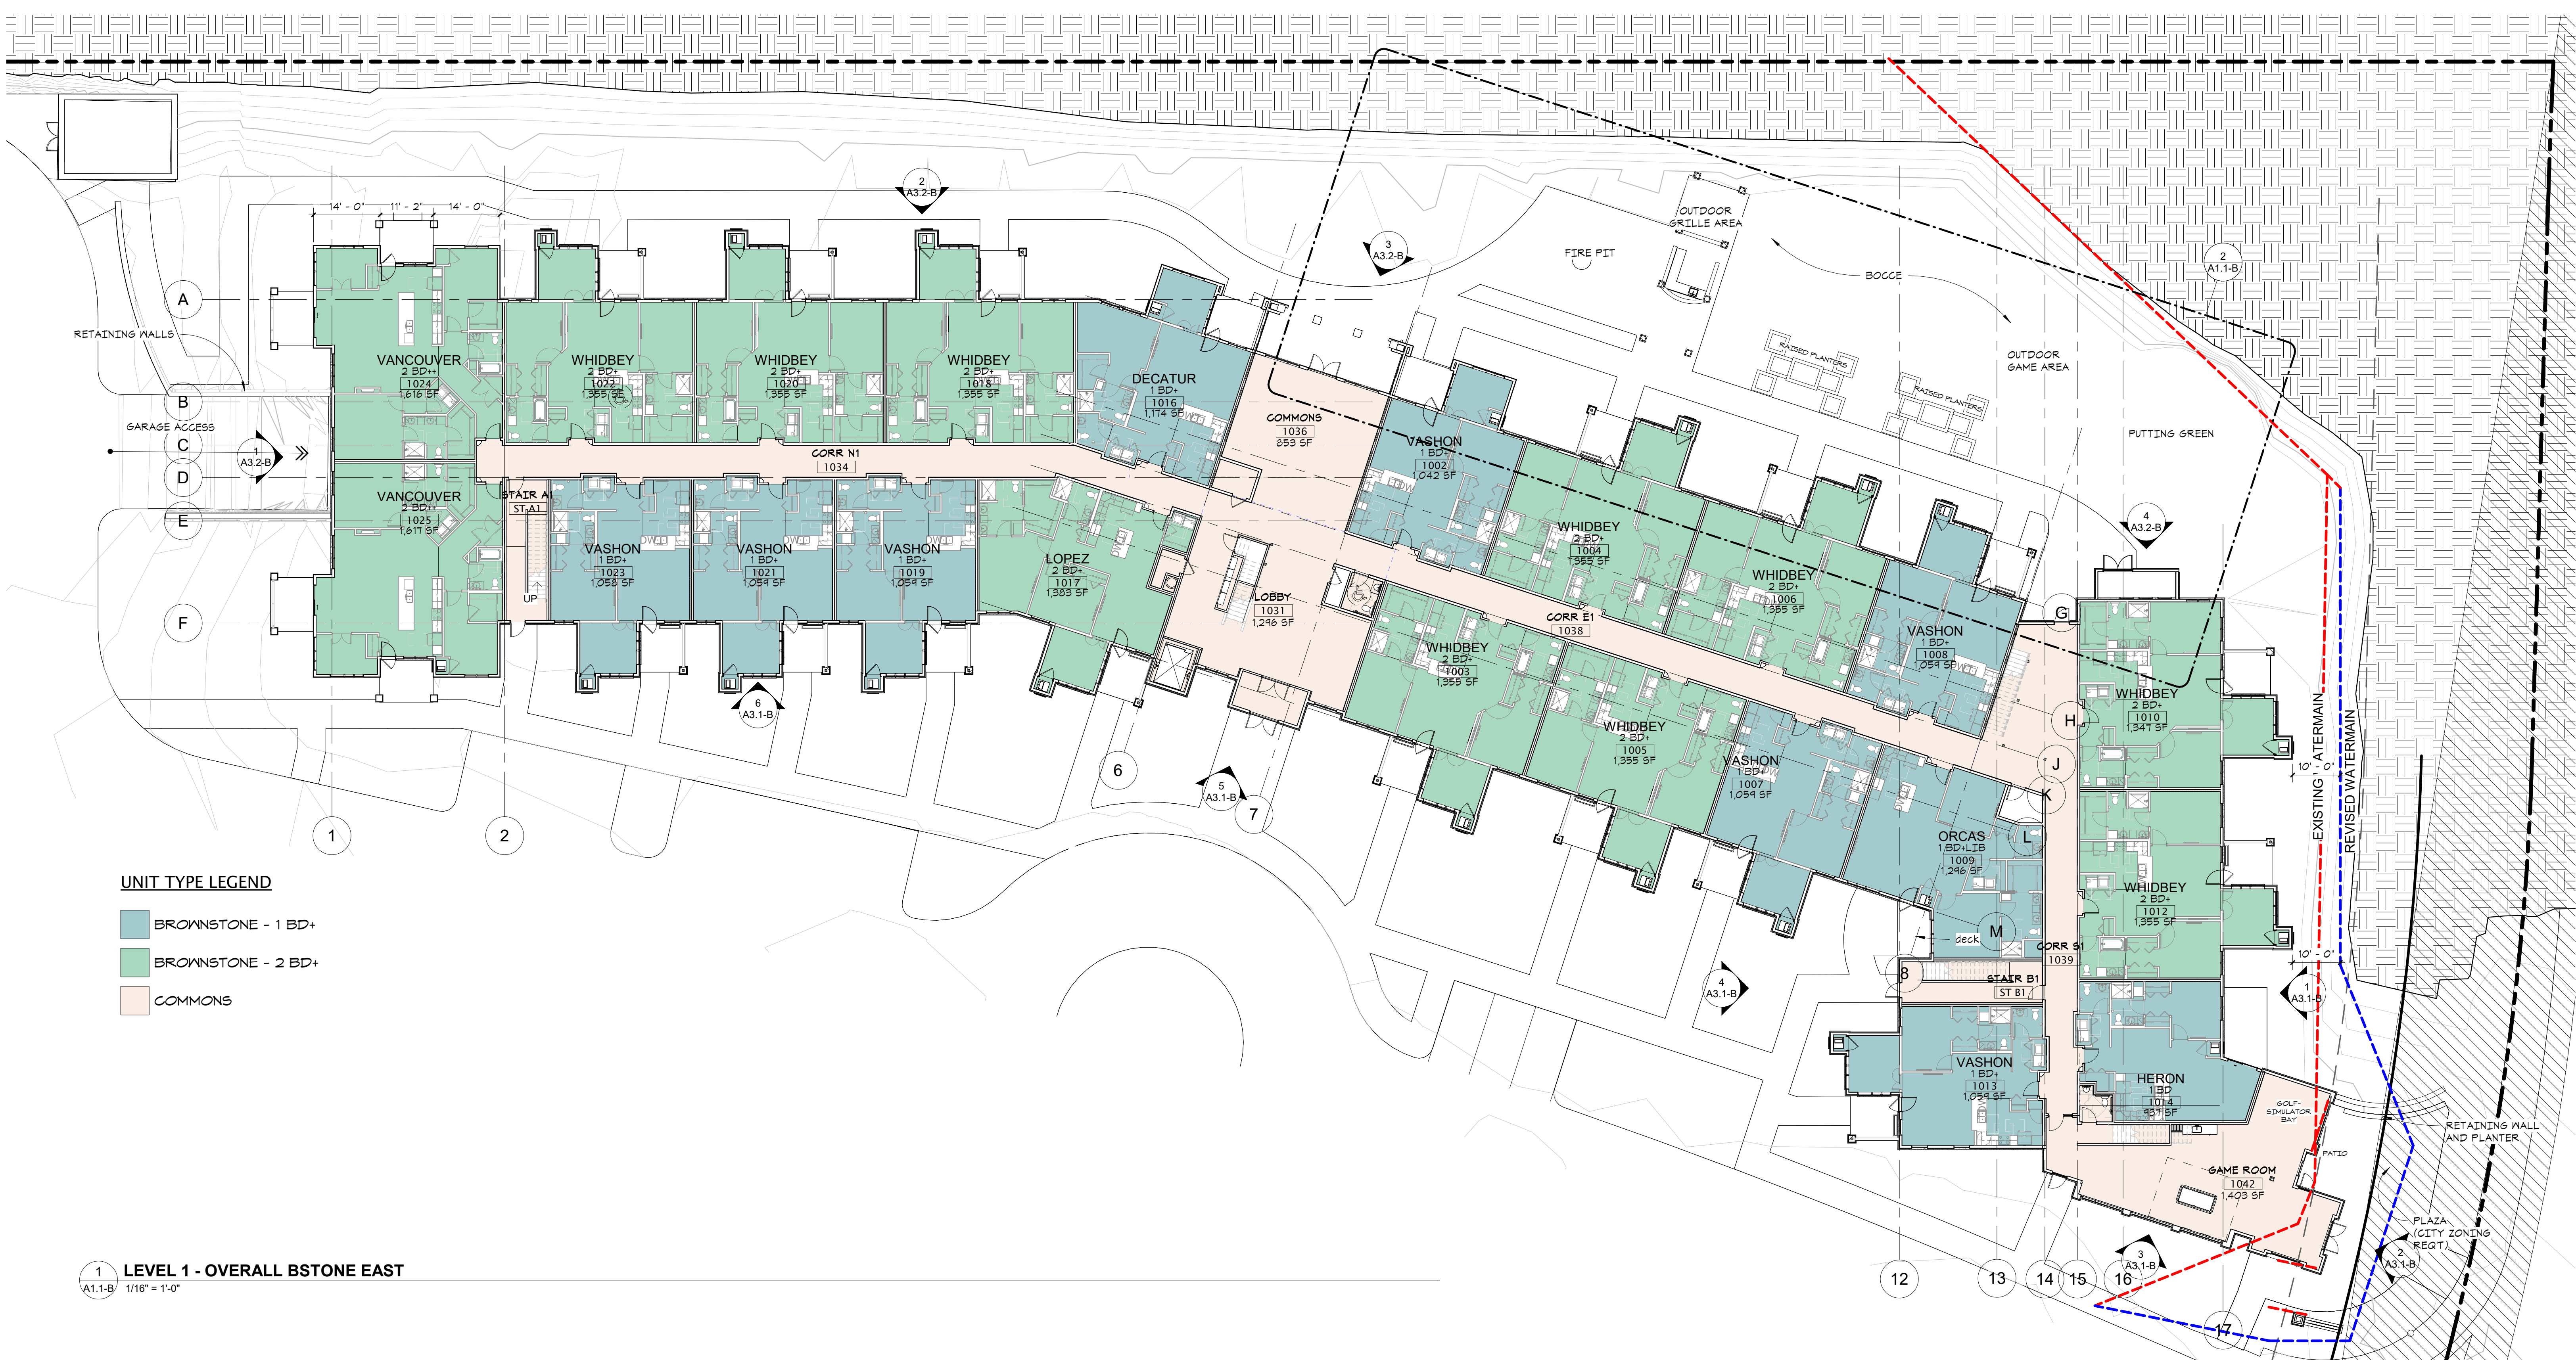 2
A3.2-B
14' - 0"
11' - 2"
14' - 0"
OUTDOOR
GRILLE AREA
3
A3.2-B
FIRE PIT
BOCCE
2
A1.1-B
A
RETAINING WALLS
VANCOUVER
2 BD++
1024
1,616 SF
WHIDBEY
2 BD+
1022
1,355 SF
WHIDBEY
2 BD+
1020
1,355 SF
WHIDBEY
2 BD+
1018
1,355 SF
DECATUR
1 BD+
1016
1,174 SF
RAISED PLANTERS
RAISED PLANTERS
OUTDOOR
GAME AREA
PUTTING GREEN
B
GARAGE ACCESS
C
1
A3.2-B
D
E
F
COMMONS
1036
853 SF
CORR N1
1034
VASHON
1 BD+
1002
1,042 SF
VANCOUVER
2 BD++
1025
1,617 SF
STAIR A1
ST-A1
UP
VASHON
1 BD+
1023
1,058 SF
VASHON
1 BD+
1021
1,059 SF
VASHON
1 BD+
1019
1,059 SF
LOPEZ
2 BD+
1017
1,383 SF
LOBBY
1031
1,296 SF
WHIDBEY
2 BD+
1004
1,355 SF
WHIDBEY
2 BD+
1006
1,355 SF
VASHON
1 BD+
1008
1,059 SF
CORR E1
1038
4
A3.2-B
G
WHIDBEY
2 BD+
1003
1,355 SF
WHIDBEY
2 BD+
1005
1,355 SF
VASHON
1 BD+
1007
1,059 SF
WHIDBEY
2 BD+
1010
1,347 SF
H
J
K
L
M
6
A3.1-B
6
5
A3.1-B
7
1
2
10' - 0"
EXISTING WATERMAIN
REVISED WATERMAIN
ORCAS
1 BD+LIB
1009
1,296 SF
WHIDBEY
2 BD+
1012
1,355 SF
deck
CORR S1
1039
10' - 0"
UNIT TYPE LEGEND
BROWNSTONE - 1 BD+
BROWNSTONE - 2 BD+
COMMONS
8
STAIR B1
ST B1
4
A3.1-B
1
A3.1-B
VASHON
1 BD+
1013
1,059 SF
HERON
1 BD
1014
937 SF
GOLF-
SIMULATOR
BAY
RETAINING WALL
AND PLANTER
PATIO
GAME ROOM
1042
1,403 SF
PLAZA
(CITY ZONING
REQT)
2
A3.1-B
3
A3.1-B
12
13
14
15
16
17
1
A1.1-B
LEVEL 1 - OVERALL BSTONE EAST
1/16" = 1'-0"